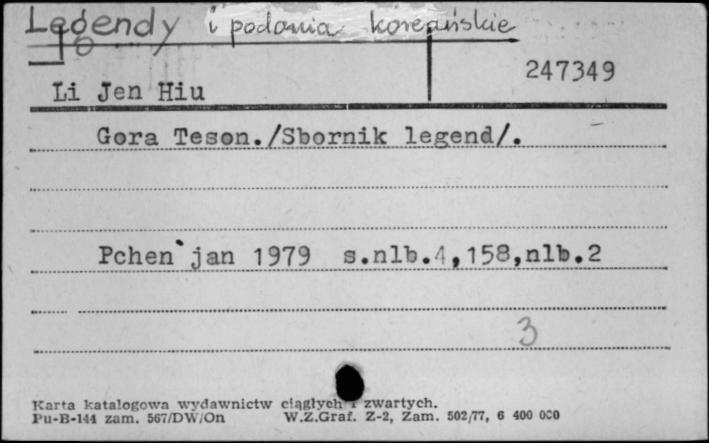 Legendy i podania koreańskie
247349
Li Jen Hiu
Gora Teson./Sbornik legend/.
Pchen`jan 1979 s.nlb.4,158,nlb.2
3
Karta katalogowa wydawnictw ciągłych i zwartych.
Pu-B-144 zam. 567/DW/On W.Z.Graf. Z-2, Zam. 502/77, 6 400 000